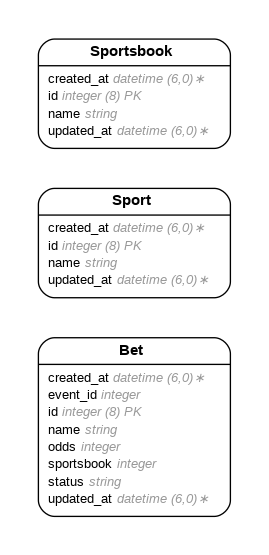 Sportsbook
created_at datetime (6,0)∗
id integer (8) PK
name string
updated_at datetime (6,0)∗
Sport
created_at datetime (6,0)∗
id integer (8) PK
name string
updated_at datetime (6,0)∗
Bet
created_at datetime (6,0)∗
event_id integer
id integer (8) PK
name string
odds integer
sportsbook integer
status string
updated_at datetime (6,0)∗